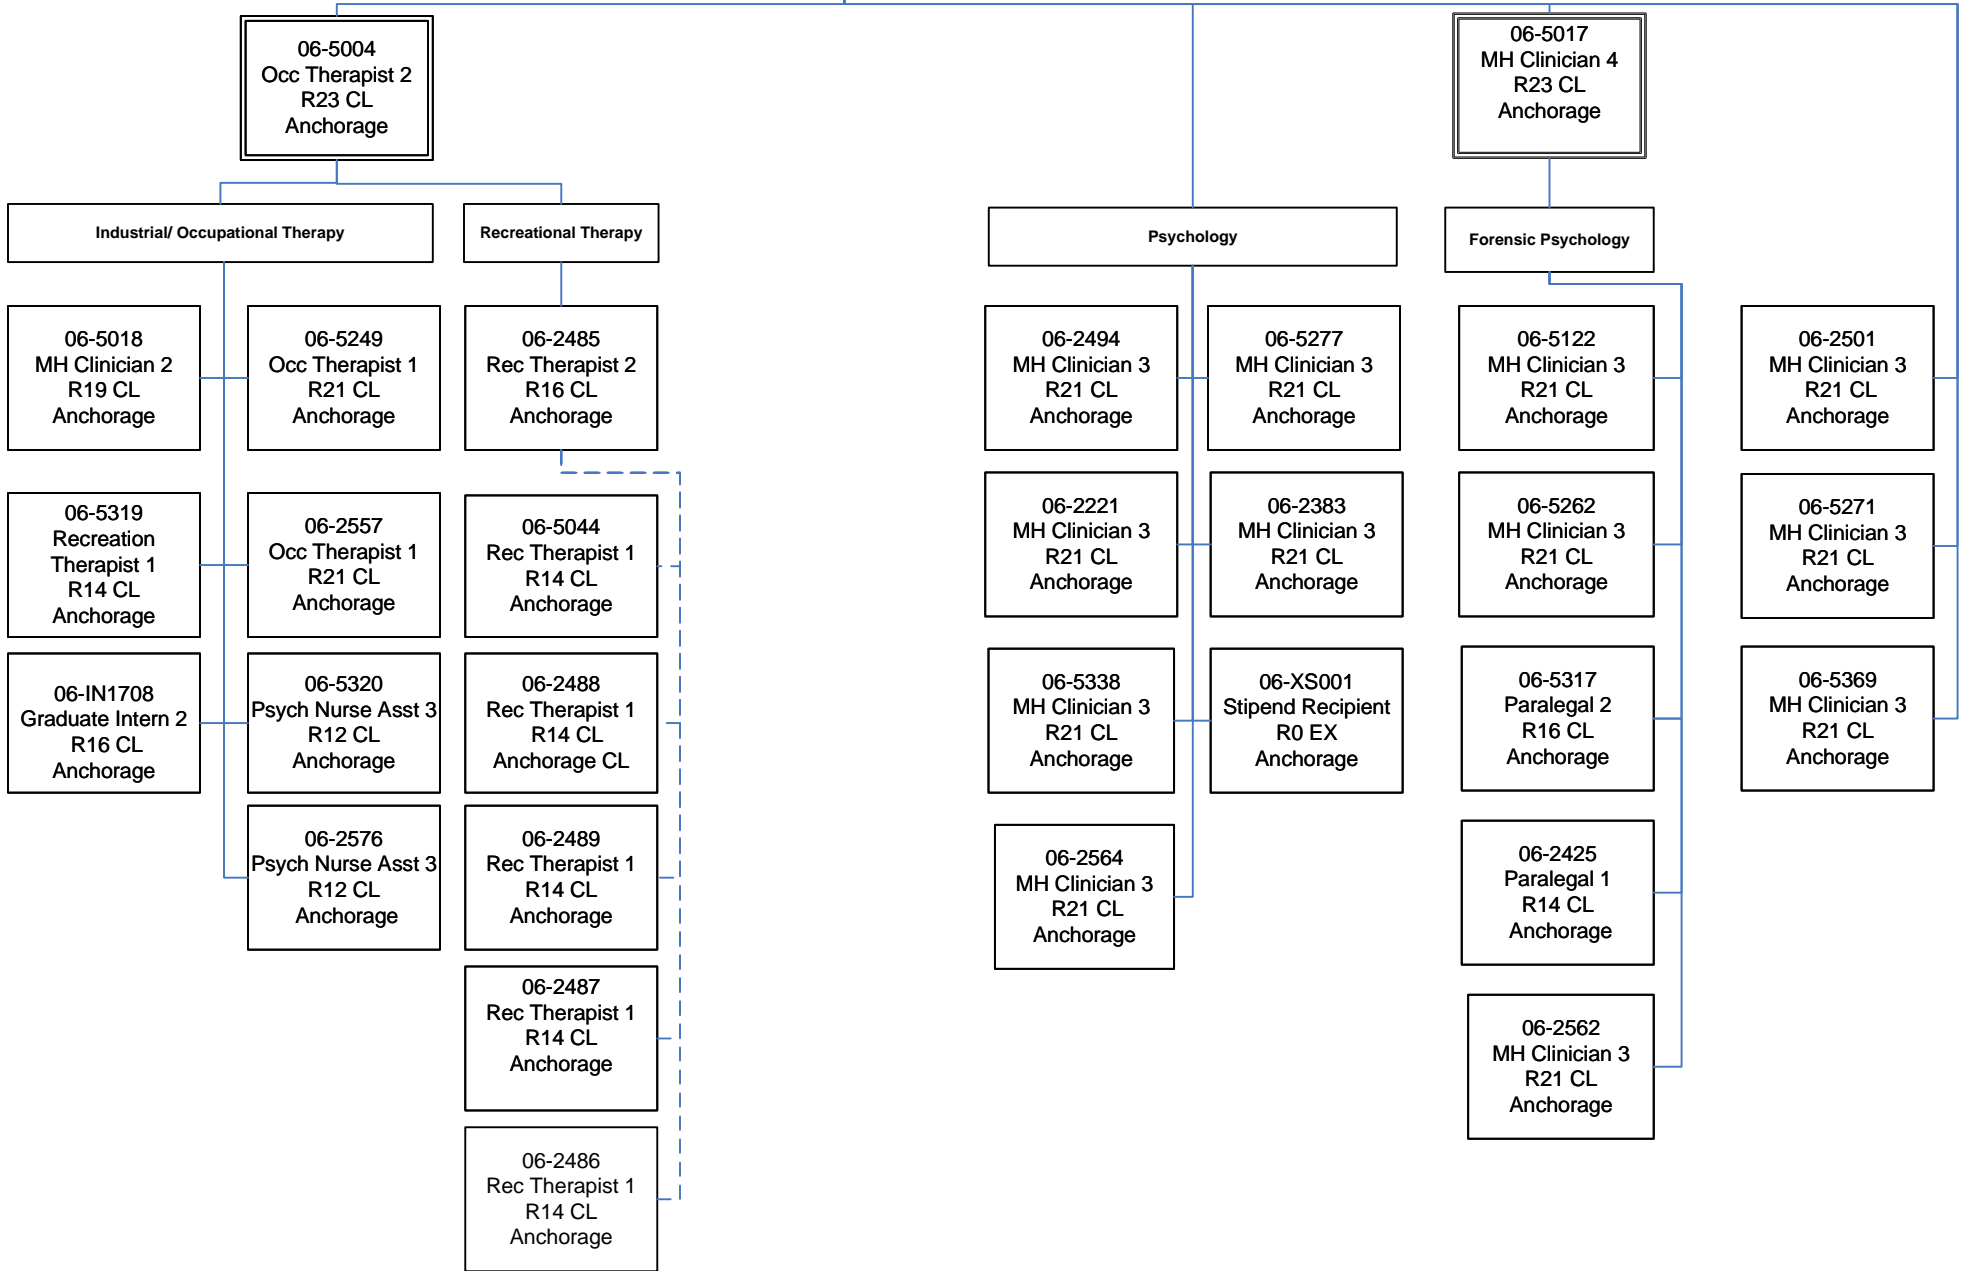 06-5004
Occ Therapist 2
R23 CL
Anchorage
06-5017
MH Clinician 4
R23 CL
Anchorage
Industrial/ Occupational Therapy
Recreational Therapy
Psychology
Forensic Psychology
06-5018
MH Clinician 2
R19 CL
Anchorage
06-5249
Occ Therapist 1
R21 CL
Anchorage
06-2485
Rec Therapist 2
R16 CL
Anchorage
06-2494
MH Clinician 3
R21 CL
Anchorage
06-5277
MH Clinician 3
R21 CL
Anchorage
06-5122
MH Clinician 3
R21 CL
Anchorage
06-2501
MH Clinician 3
R21 CL
Anchorage
06-5319
Recreation
Therapist 1
R14 CL
Anchorage
06-2557
Occ Therapist 1
R21 CL
Anchorage
06-5044
Rec Therapist 1
R14 CL
Anchorage
06-2221
MH Clinician 3
R21 CL
Anchorage
06-2383
MH Clinician 3
R21 CL
Anchorage
06-5262
MH Clinician 3
R21 CL
Anchorage
06-5271
MH Clinician 3
R21 CL
Anchorage
06-IN1708
Graduate Intern 2
R16 CL
Anchorage
06-5320
Psych Nurse Asst 3
R12 CL
Anchorage
06-2488
Rec Therapist 1
R14 CL
Anchorage CL
06-5338
MH Clinician 3
R21 CL
Anchorage
06-XS001
Stipend Recipient
R0 EX
Anchorage
06-5317
Paralegal 2
R16 CL
Anchorage
06-5369
MH Clinician 3
R21 CL
Anchorage
06-2576
Psych Nurse Asst 3
R12 CL
Anchorage
06-2489
Rec Therapist 1
R14 CL
Anchorage
06-2564
MH Clinician 3
R21 CL
Anchorage
06-2425
Paralegal 1
R14 CL
Anchorage
06-2487
Rec Therapist 1
R14 CL
Anchorage
06-2562
MH Clinician 3
R21 CL
Anchorage
06-2486
Rec Therapist 1
R14 CL
Anchorage